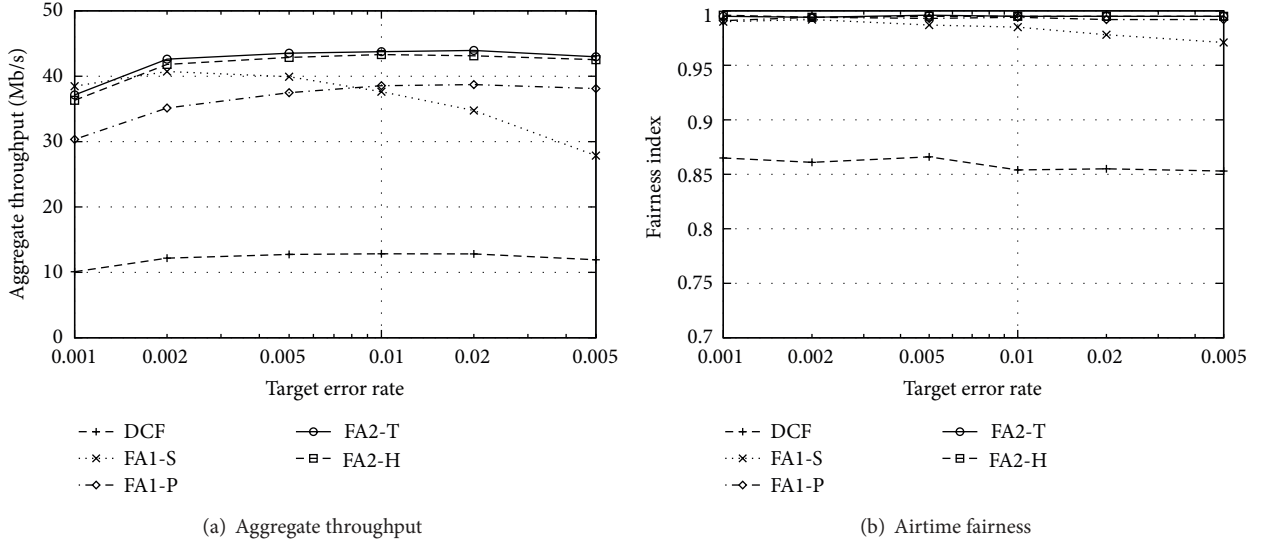 50
40
30
20
10
0
Aggregate throughput (Mb/s)
0.001 0.002 0.005 0.01 0.02 0.005
Target error rate
DCF
FA1-S
FA1-P
FA2-T
FA2-H
(a) Aggregate throughput
1
0.95
0.9
0.85
0.8
0.75
0.7
Fairness index
0.001 0.002 0.005 0.01 0.02 0.005
Target error rate
DCF
FA1-S
FA1-P
FA2-T
FA2-H
(b) Airtime fairness